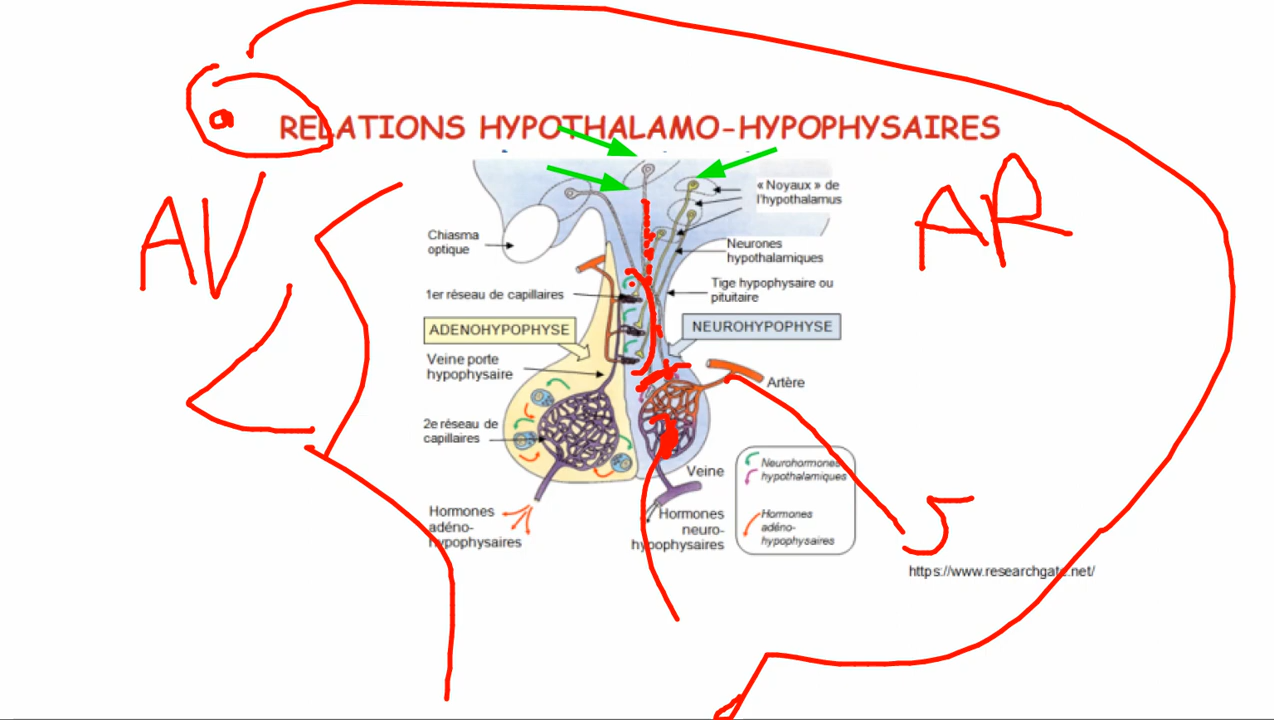 RELATIONS HYPOTHALAMO-HYPOPHYSAIRES
AV
AR
« Noyaux » de
l'hypothalamus
Chiasma
optique
Neurones
hypothalamiques
1er réseau de capillaires
Tige hypophysaire ou
pituitaire
ADENOHYPOPHYSE
NEUROHYPOPHYSE
Veine porte
hypophysaire
Artère
2e réseau de
capillaires
Veine
Neurohormones
hypothalamiques
Hormones
adéno-
hypophysaires
Hormones
neuro-
hypophysaires
Hormones
adéno-
hypophysaires
https://www.researchgate.net/